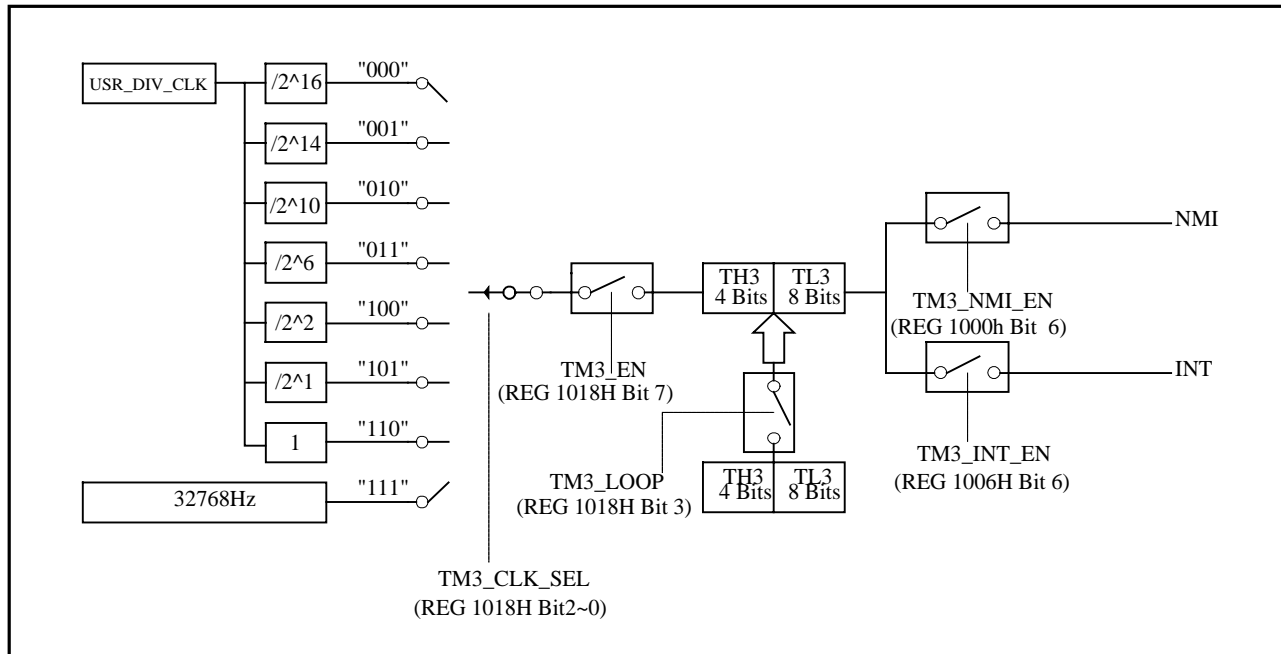 USR_DIV_CLK
/2^16
"000"
/2^14
"001"
/2^10
"010"
/2^6
"011"
/2^2
"100"
/2^1
"101"
1
"110"
32768Hz
"111"
TM3_CLK_SEL
(REG 1018H Bit2~0)
TM3_EN
(REG 1018H Bit 7)
TH3
4 Bits
TL3
8 Bits
TM3_LOOP
(REG 1018H Bit 3)
TH3
4 Bits
TL3
8 Bits
NMI
TM3_NMI_EN
(REG 1000h Bit 6)
INT
TM3_INT_EN
(REG 1006H Bit 6)